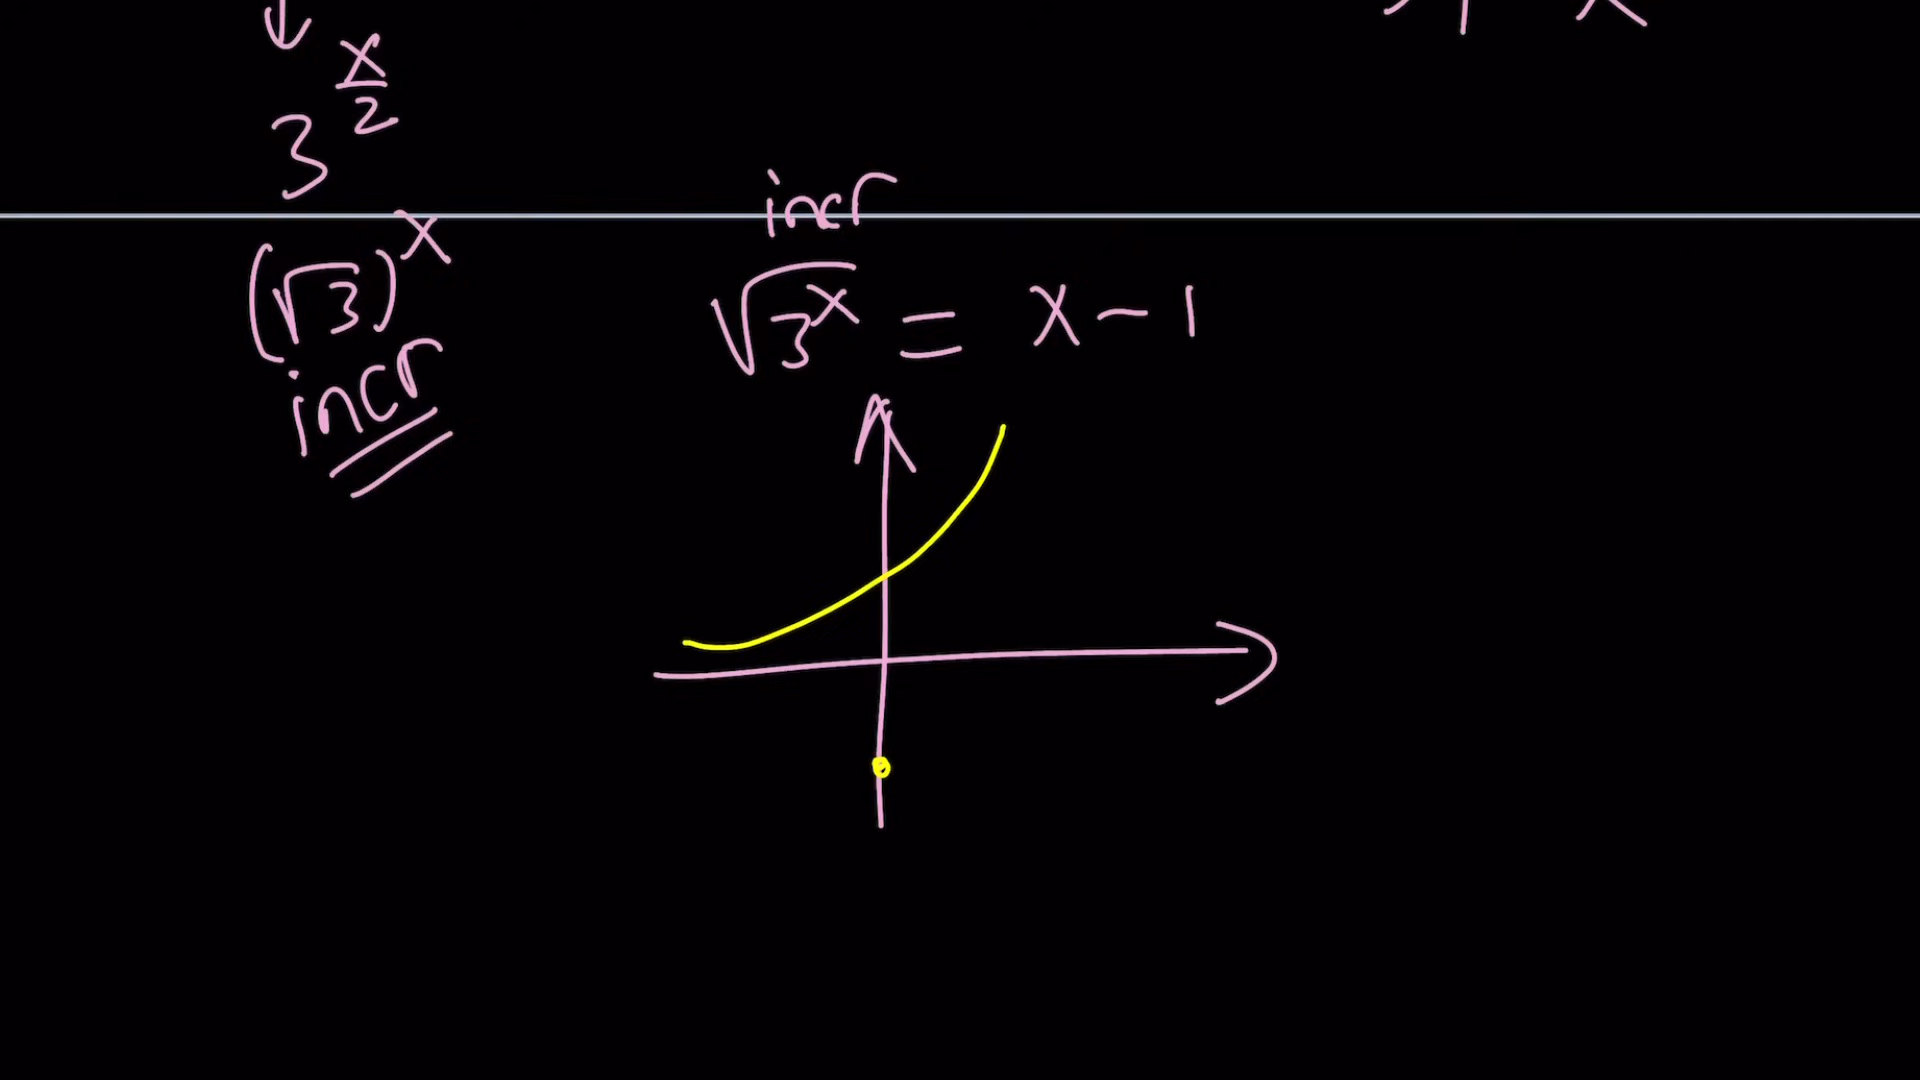 3^{x/2}
(√3)^x
incr
incr
√3^x = x - 1